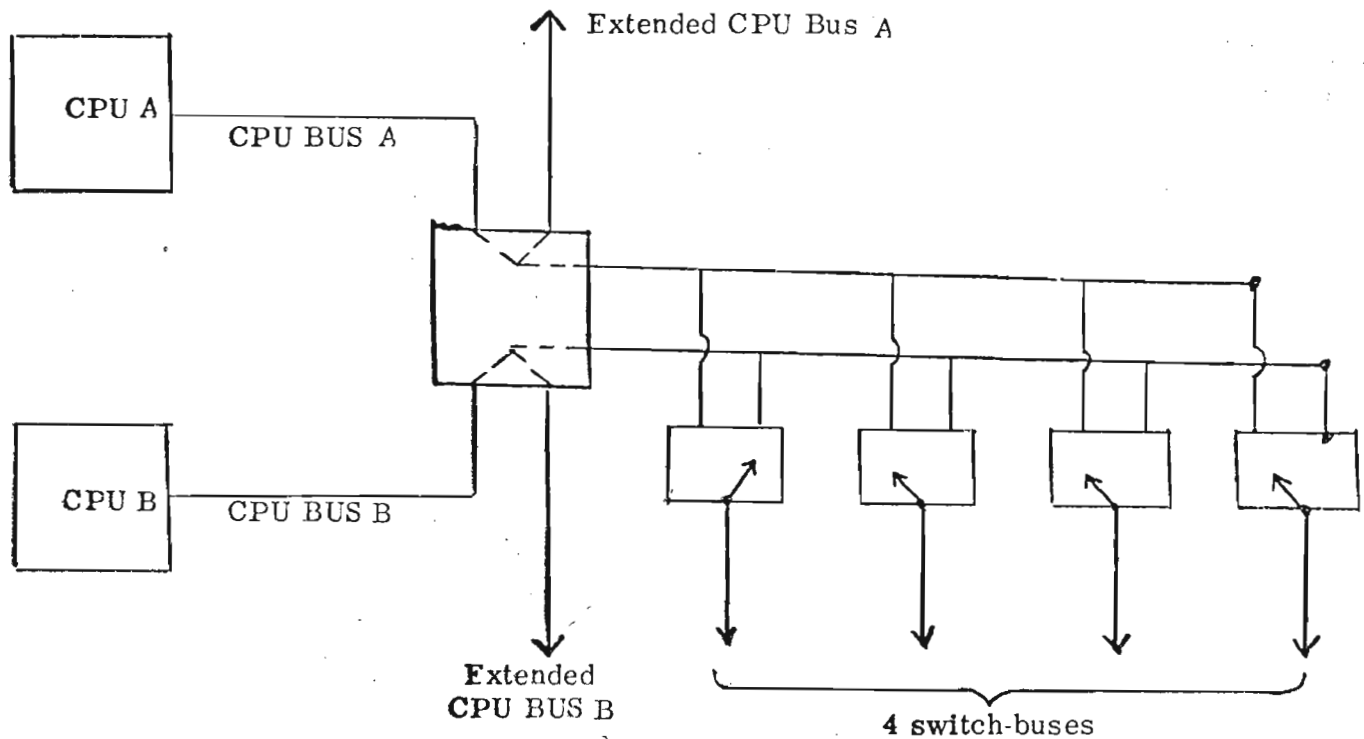 Extended CPU Bus A
CPU A
CPU BUS A
CPU B
CPU BUS B
Extended
CPU BUS B
4 switch-buses